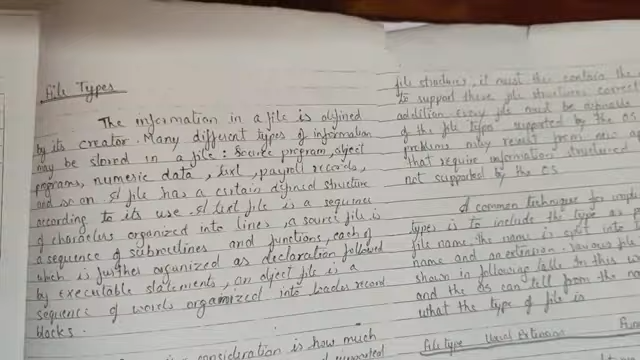 File Types
The information in a file is defined
by its creator. Many different types of information
may be stored in a file: source program, object
programs, numeric data, text, payroll records,
and so on. A file has a certain defined structure
according to its use. A text file is a sequence
of characters organized into lines, a source file is
a sequence of subroutines and functions, each of
which is further organized as declaration followed
by executable statements, an object file is a
sequence of words organized into loader record
blocks.
consideration is how much
supported
file structures, it must then contain the
to support these file structures correct
addition every file must be definable
of the file types supported by the OS
problems may result from new
that require information structured
not supported by the OS
A common technique for imple
types is to include the type as p
file name. The name is split into
name and an extension. Various file
shown in following table In this w
and the OS can tell from the na
what the type of file is
File type Usual Extension Fun